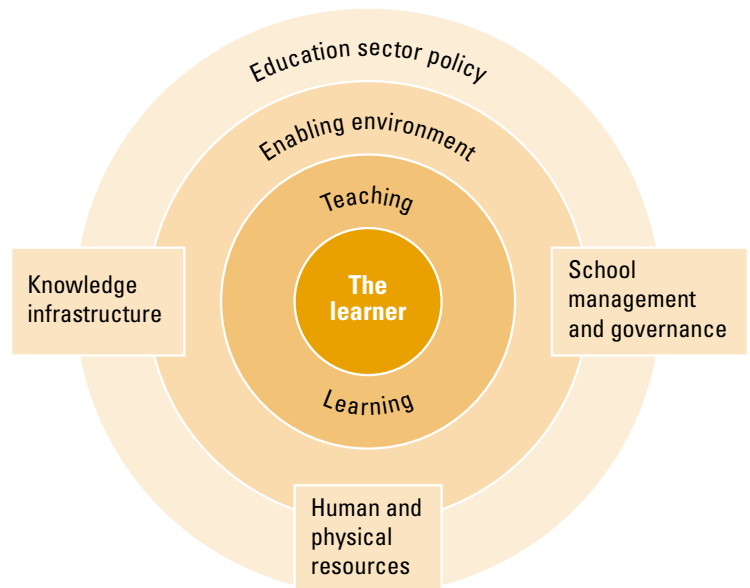 Education sector policy
Enabling environment
Teaching
The
learner
Knowledge
infrastructure
School
management
and governance
Learning
Human and
physical
resources